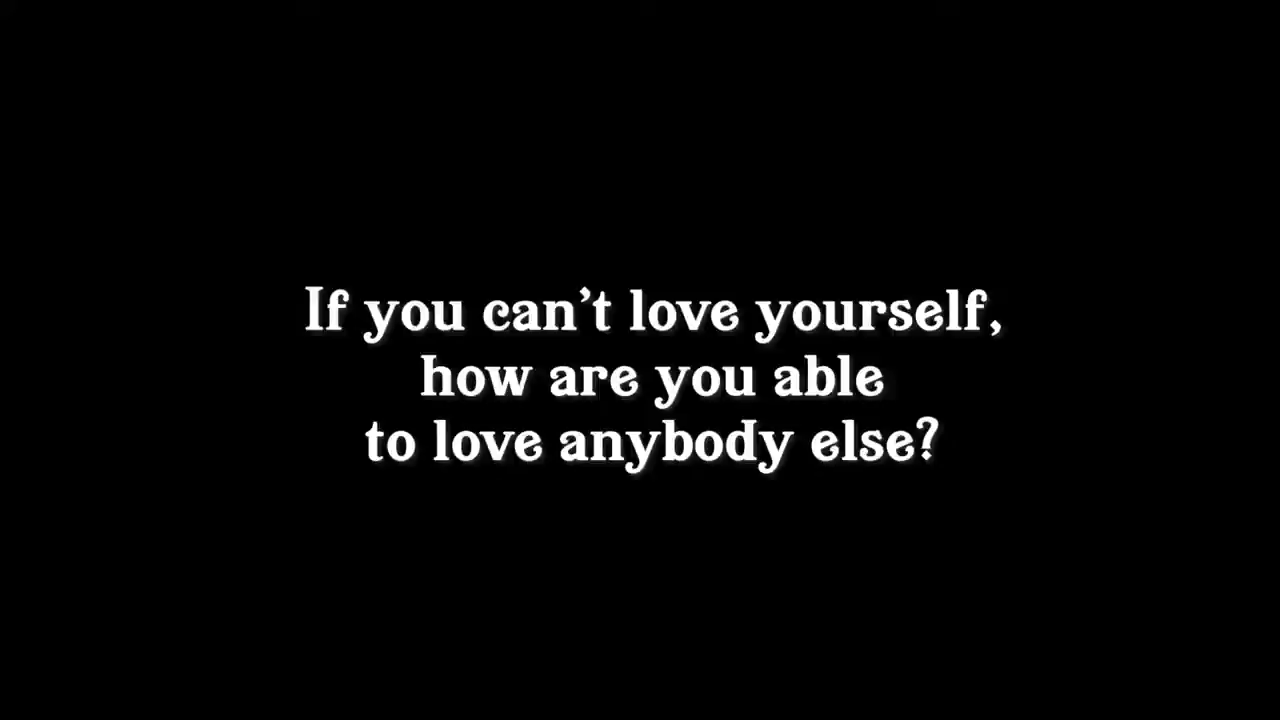 If you can’t love yourself,
how are you able
to love anybody else?